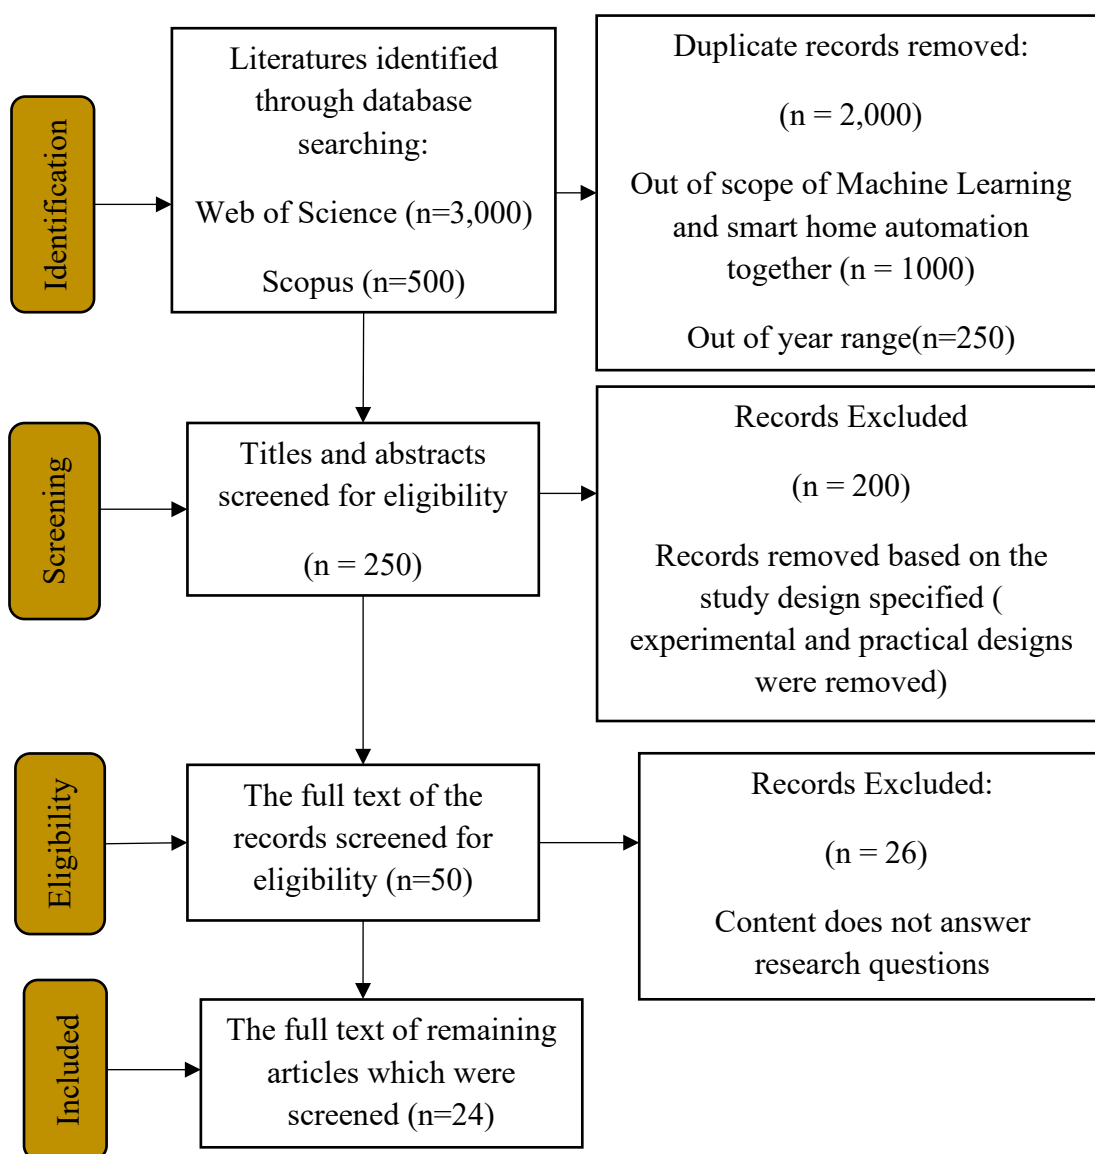 Identification
Literatures identified
through database
searching:
Web of Science (n=3,000)
Scopus (n=500)
Duplicate records removed:
(n = 2,000)
Out of scope of Machine Learning
and smart home automation
together (n = 1000)
Out of year range(n=250)
Screening
Titles and abstracts
screened for eligibility
(n = 250)
Records Excluded
(n = 200)
Records removed based on the
study design specified (
experimental and practical designs
were removed)
Eligibility
The full text of the
records screened for
eligibility (n=50)
Records Excluded:
(n = 26)
Content does not answer
research questions
Included
The full text of remaining
articles which were
screened (n=24)